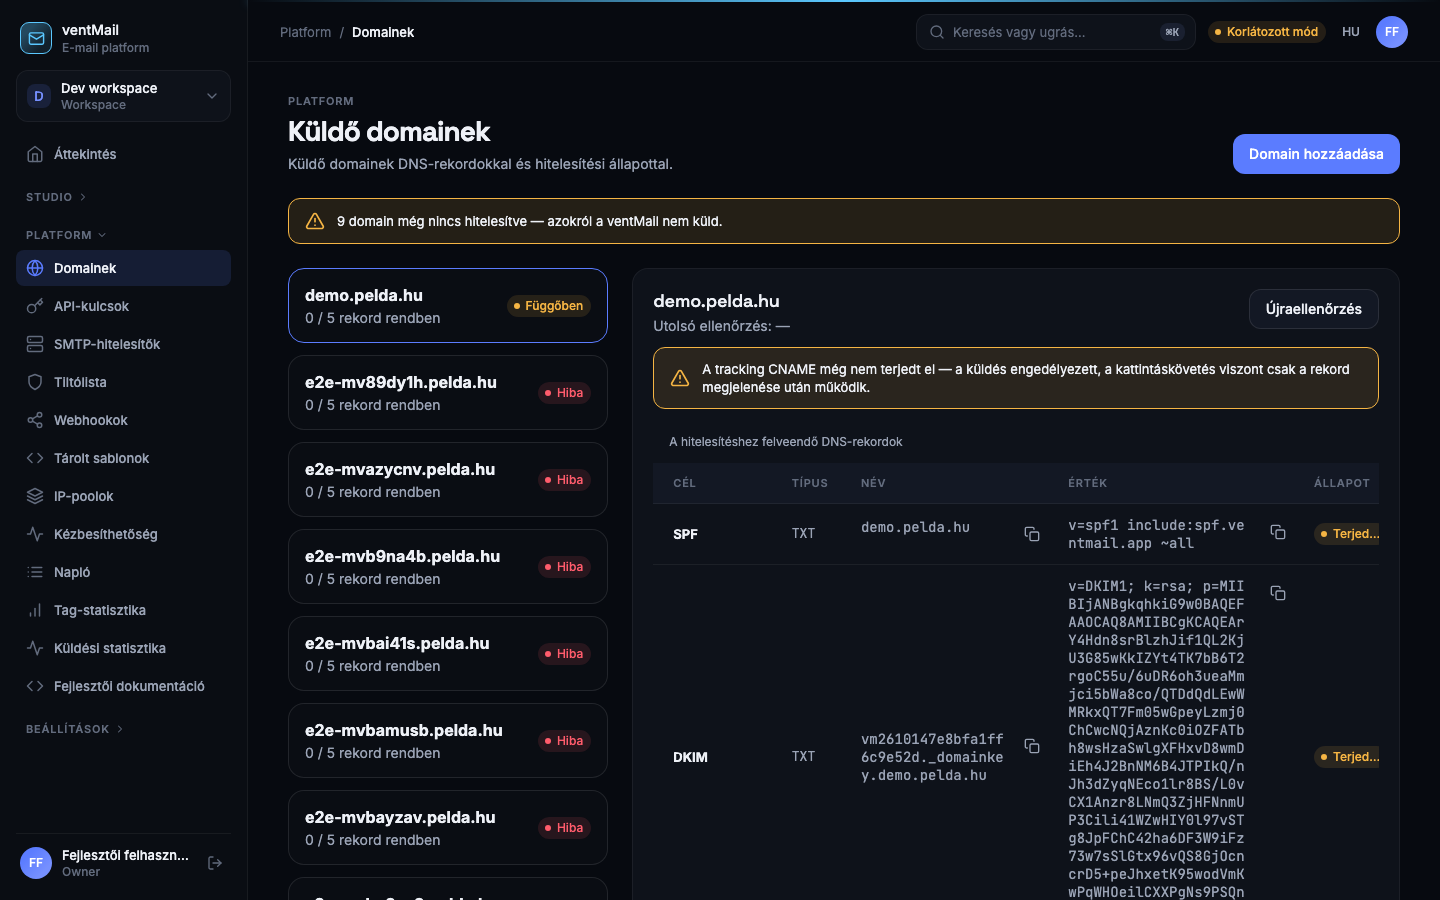 ventMail
E-mail platform
Dev workspace
Workspace
D
Áttekintés
STUDIO
PLATFORM
Domainek
API-kulcsok
SMTP-hitelesítők
Tiltólista
Webhookok
Tárolt sablonok
IP-poolok
Kézbesíthetőség
Napló
Tag-statisztika
Küldési statisztika
Fejlesztői dokumentáció
BEÁLLÍTÁSOK
FF
Fejlesztői felhaszn...
Owner
Platform / Domainek
Keresés vagy ugrás...
⌘K
Korlátozott mód
HU
FF
PLATFORM
Küldő domainek
Küldő domainek DNS-rekordokkal és hitelesítési állapottal.
Domain hozzáadása
9 domain még nincs hitelesítve — azokról a ventMail nem küld.
demo.pelda.hu
0 / 5 rekord rendben
Függőben
e2e-mv89dy1h.pelda.hu
0 / 5 rekord rendben
Hiba
e2e-mvazycnv.pelda.hu
0 / 5 rekord rendben
Hiba
e2e-mvb9na4b.pelda.hu
0 / 5 rekord rendben
Hiba
e2e-mvbai41s.pelda.hu
0 / 5 rekord rendben
Hiba
e2e-mvbamusb.pelda.hu
0 / 5 rekord rendben
Hiba
e2e-mvbayzav.pelda.hu
0 / 5 rekord rendben
Hiba
demo.pelda.hu
Utolsó ellenőrzés: —
Újraellenőrzés
A tracking CNAME még nem terjedt el — a küldés engedélyezett, a kattintáskövetés viszont csak a rekord
megjelenése után működik.
A hitelesítéshez felveendő DNS-rekordok
CÉL TÍPUS NÉV ÉRTÉK ÁLLAPOT
SPF TXT demo.pelda.hu
v=spf1 include:spf.ve
ntmail.app ~all
Terjed...
DKIM TXT
vm2610147e8bfa1ff
6c9e52d._domainke
y.demo.pelda.hu
v=DKIM1; k=rsa; p=MII
BIjANBgkqhkiG9w0BAQEF
AAOCAQ8AMIIBCgKCAQEAr
Y4Hdn8srBlzhJif1QL2Kj
U3G85wKkIZYt4TK7bB6T2
rgoC55u/6uDR6oh3ueaMm
jci5bWa8co/QTDdQdLEwW
MRkxQT7Fm05wGpeyLzmj0
ChCwcNQjAznKc0iOZFATb
h8wsHzaSwlgXFHxvD8wmD
iEh4J2BnNM6B4JTPIkQ/n
Jh3dZyqNEco1lr8BS/L0v
CX1Anzr8LNmQ3ZjHFNnmU
P3Cili41WZwHIY0l97vST
g8JpFChC42ha6DF3W9iFz
73w7sSlGtx96vQS8GjOcn
crD5+peJhxetK95wodVmK
wPqWHOeilCXXPgNs9PSQn
Terjed...